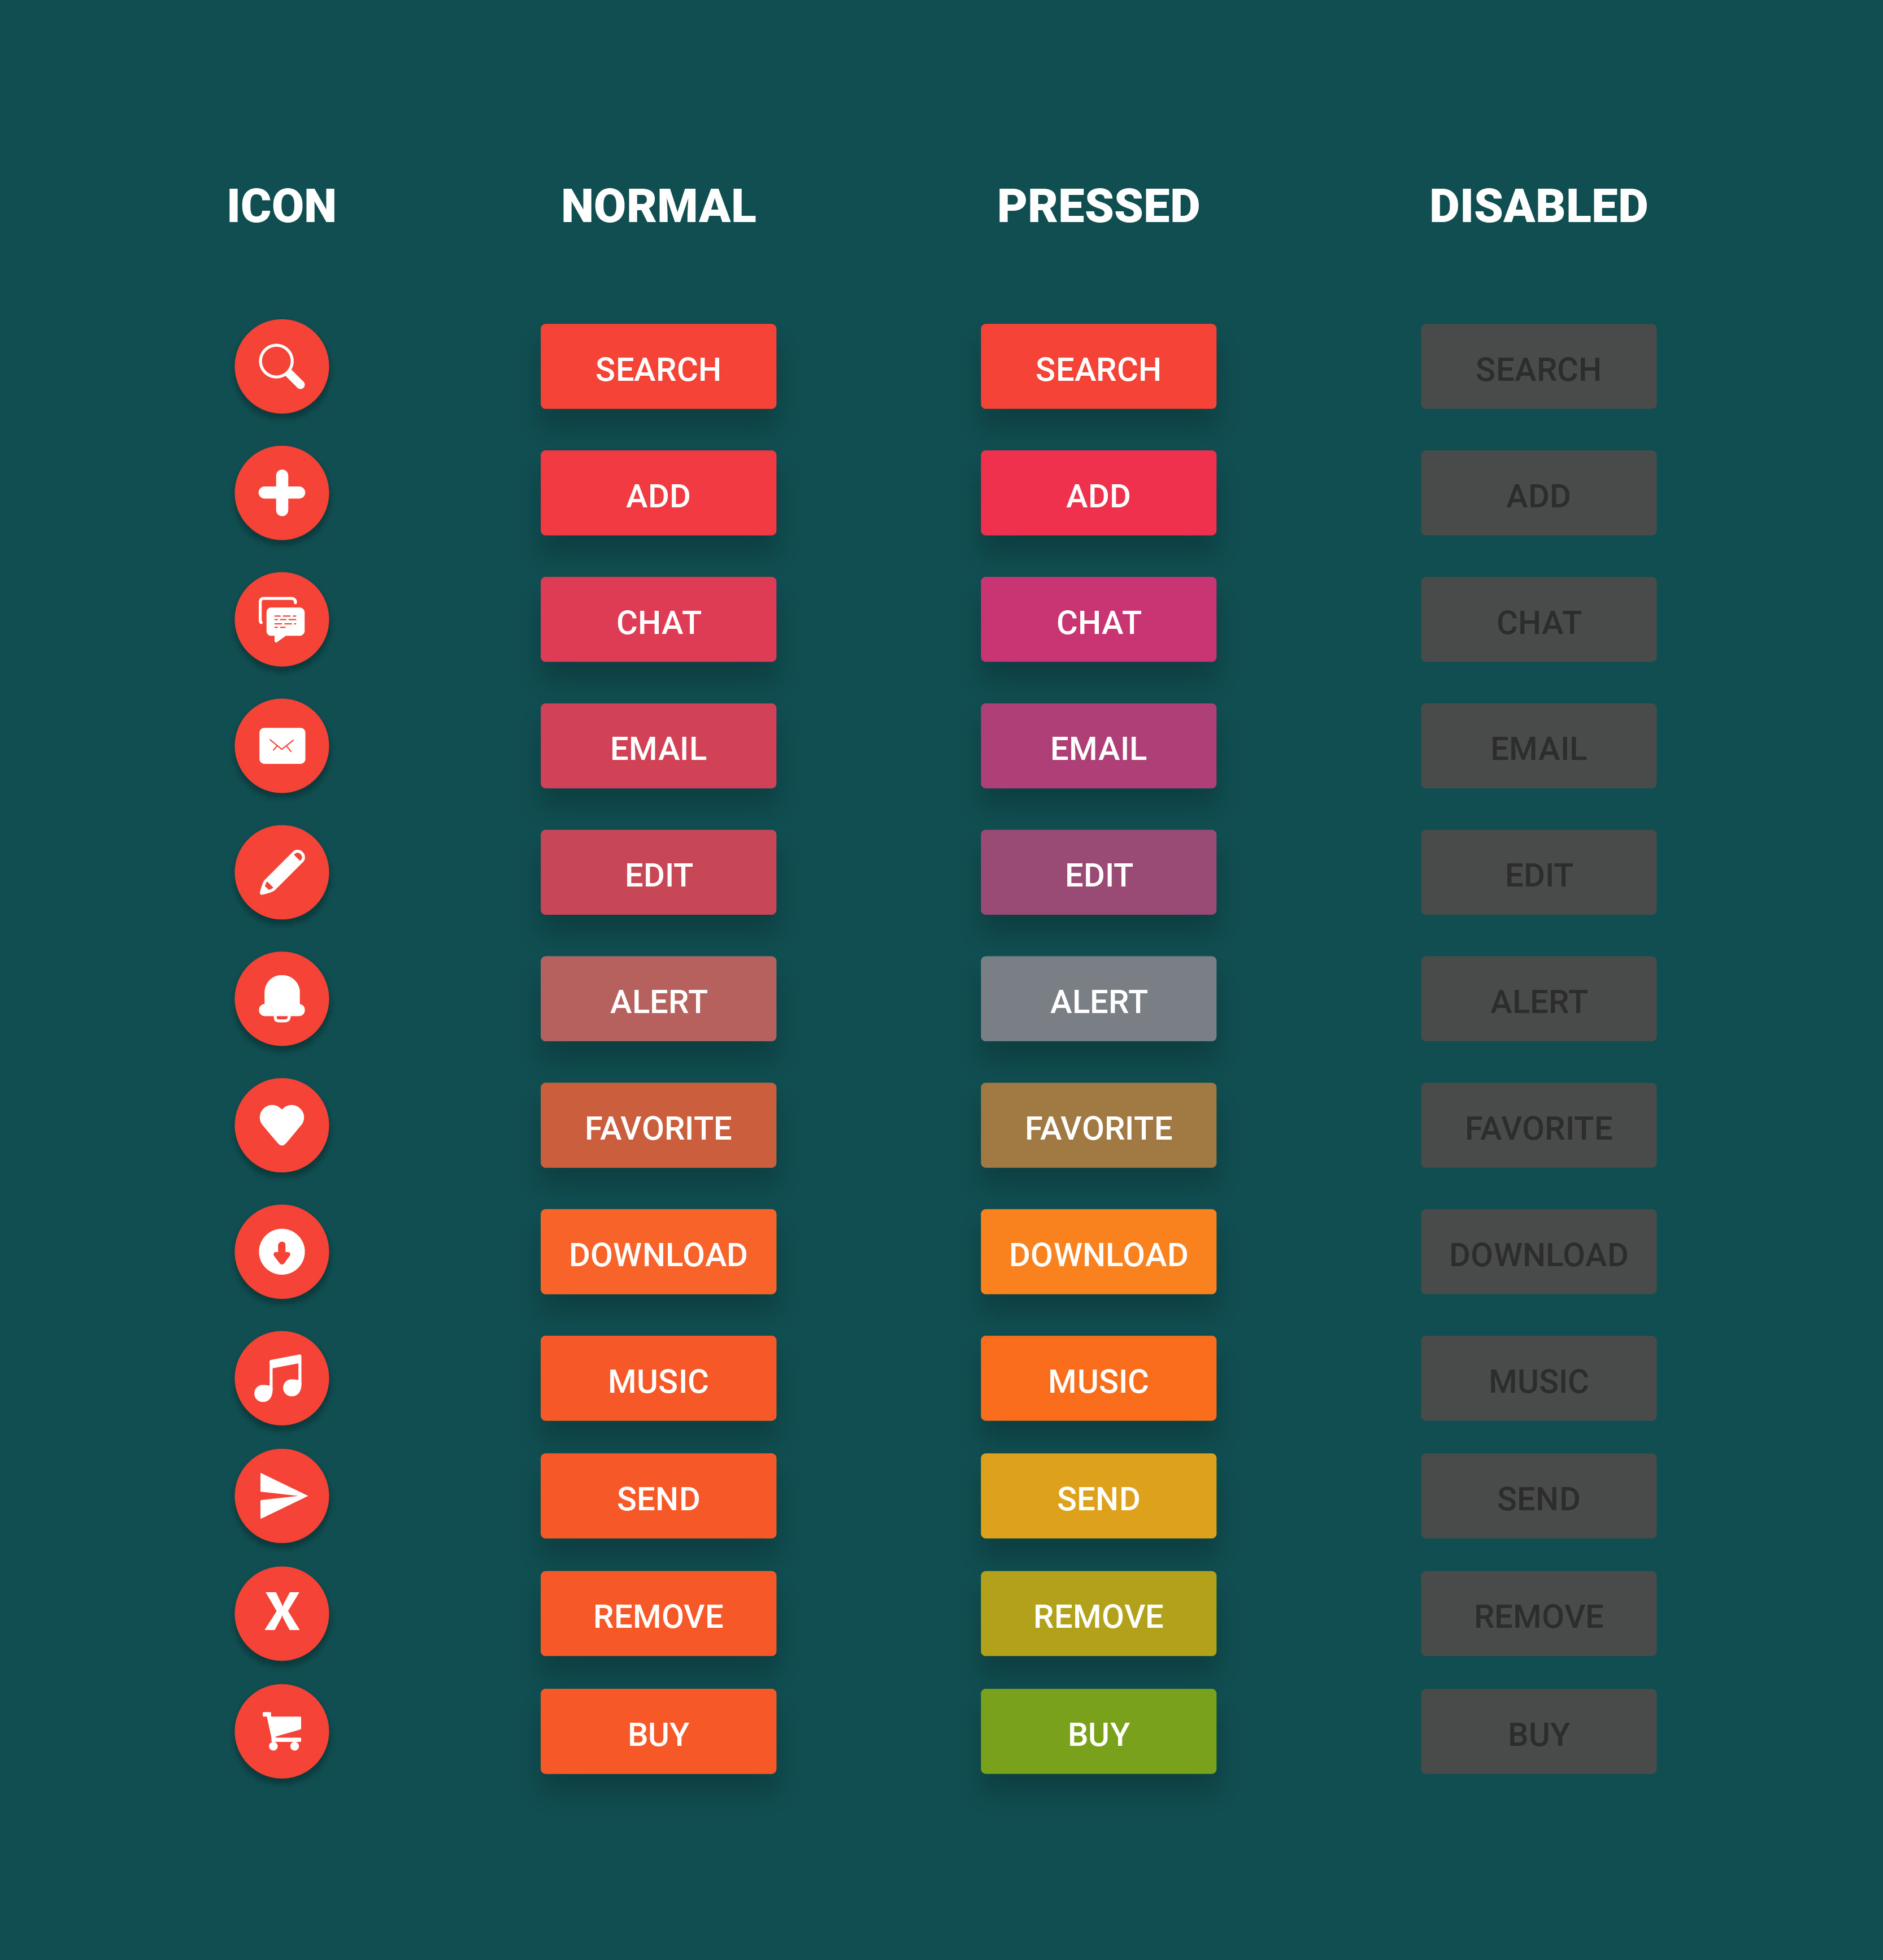 ICON NORMAL PRESSED DISABLED
SEARCH SEARCH SEARCH
ADD ADD ADD
CHAT CHAT CHAT
EMAIL EMAIL EMAIL
EDIT EDIT EDIT
ALERT ALERT ALERT
FAVORITE FAVORITE FAVORITE
DOWNLOAD DOWNLOAD DOWNLOAD
MUSIC MUSIC MUSIC
SEND SEND SEND
X REMOVE REMOVE REMOVE
BUY BUY BUY